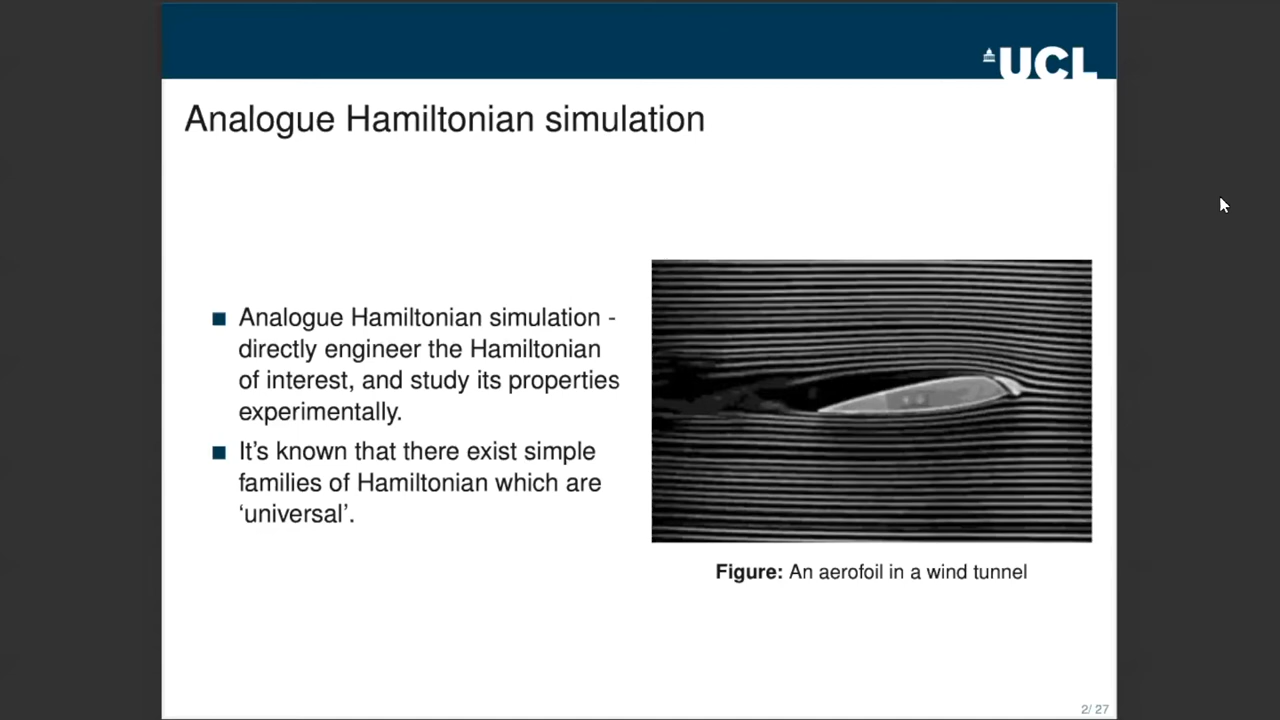 UCL
Analogue Hamiltonian simulation
Analogue Hamiltonian simulation -
directly engineer the Hamiltonian
of interest, and study its properties
experimentally.
It’s known that there exist simple
families of Hamiltonian which are
‘universal’.
Figure: An aerofoil in a wind tunnel
2/ 27